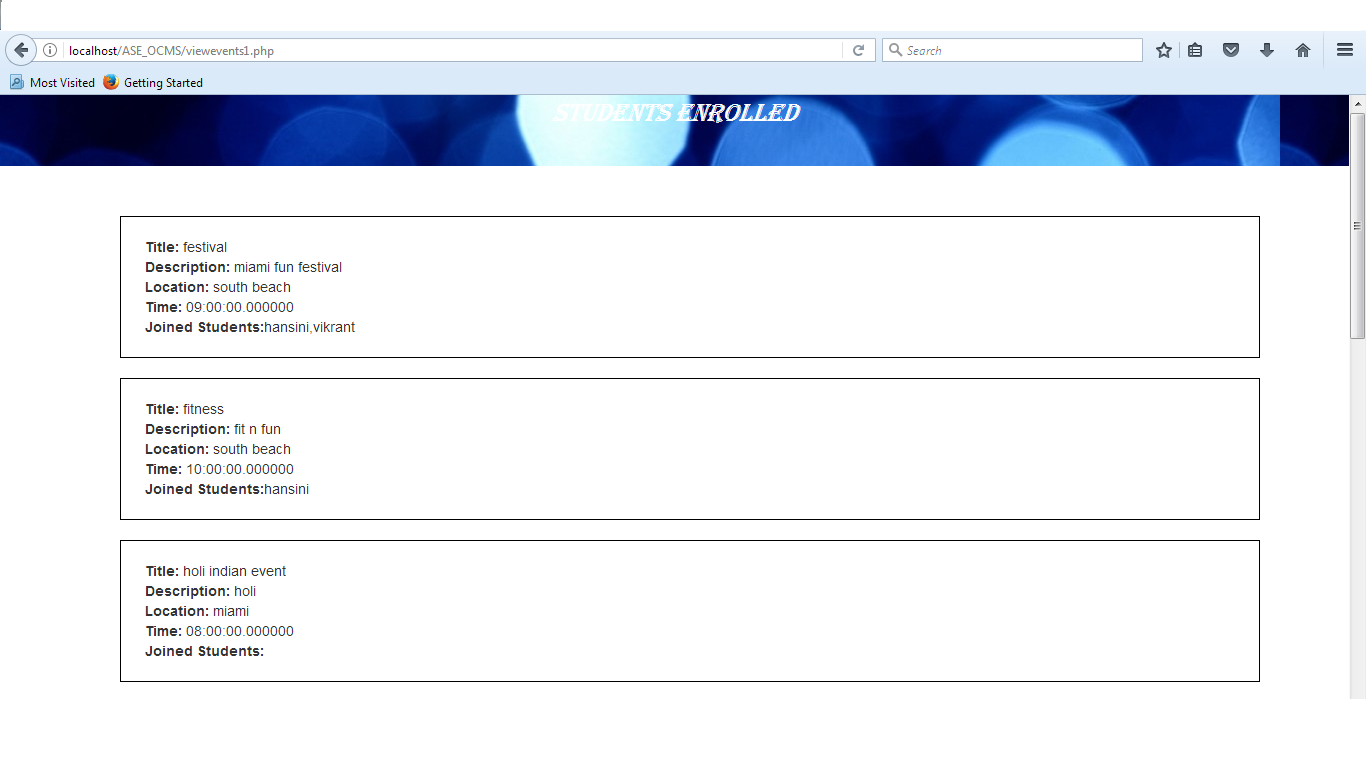 localhost/ASE_OCMS/viewevents1.php
Search
Most Visited Getting Started
STUDENTS ENROLLED
Title: festival
Description: miami fun festival
Location: south beach
Time: 09:00:00.000000
Joined Students:hansini,vikrant
Title: fitness
Description: fit n fun
Location: south beach
Time: 10:00:00.000000
Joined Students:hansini
Title: holi indian event
Description: holi
Location: miami
Time: 08:00:00.000000
Joined Students: